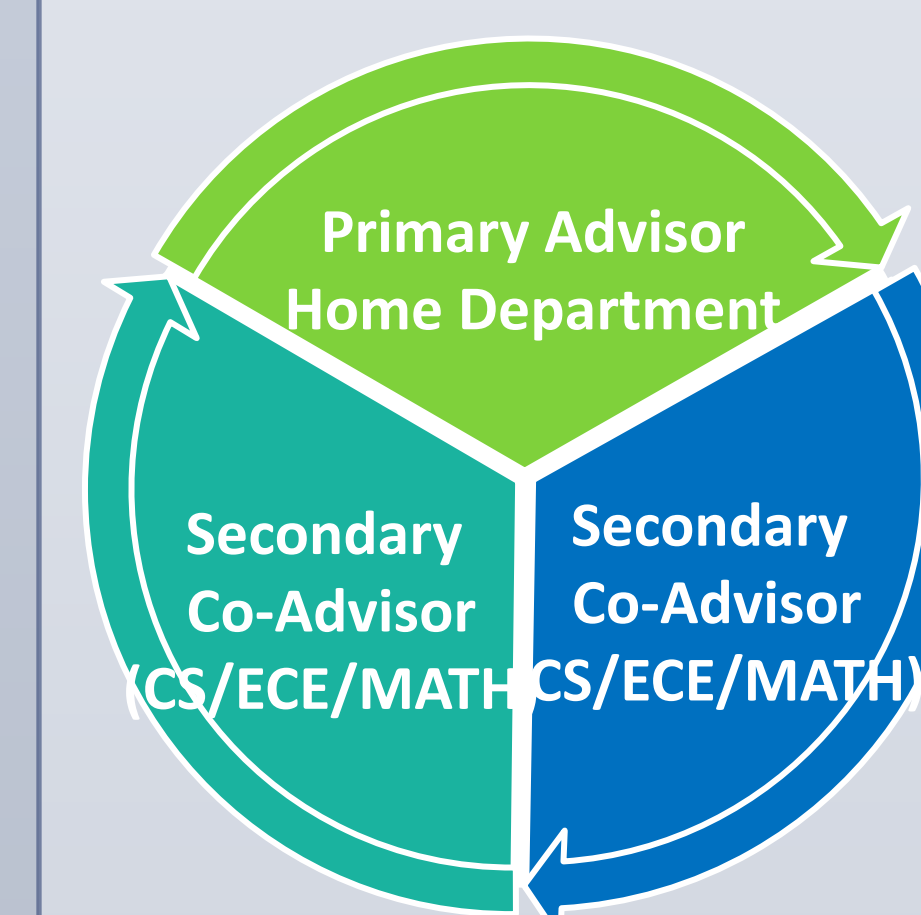 Primary Advisor
Home Department
Secondary
Co-Advisor
(CS/ECE/MATH)
Secondary
Co-Advisor
(CS/ECE/MATH)